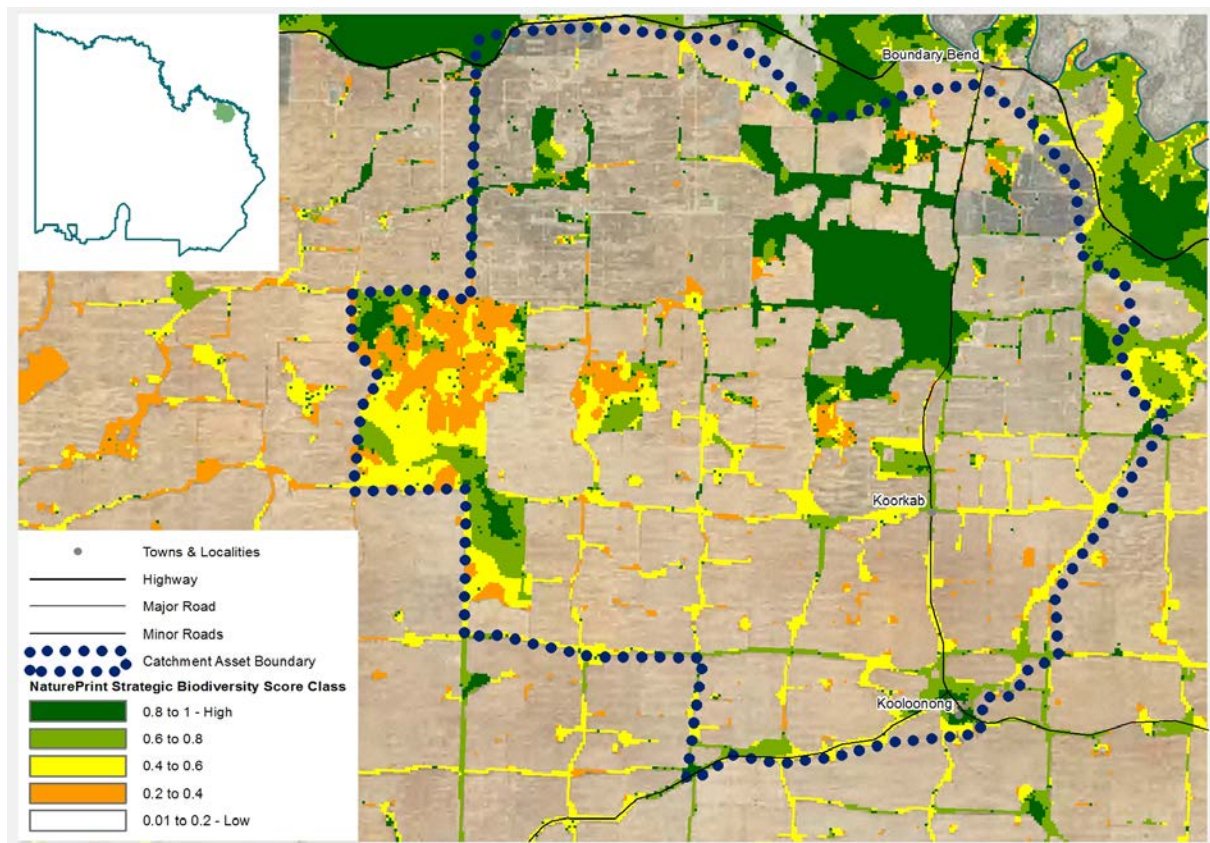 Boundary Bend
Koorkab
Kooloonong
Towns & Localities
Highway
Major Road
Minor Roads
Catchment Asset Boundary
NaturePrint Strategic Biodiversity Score Class
0.8 to 1 - High
0.6 to 0.8
0.4 to 0.6
0.2 to 0.4
0.01 to 0.2 - Low